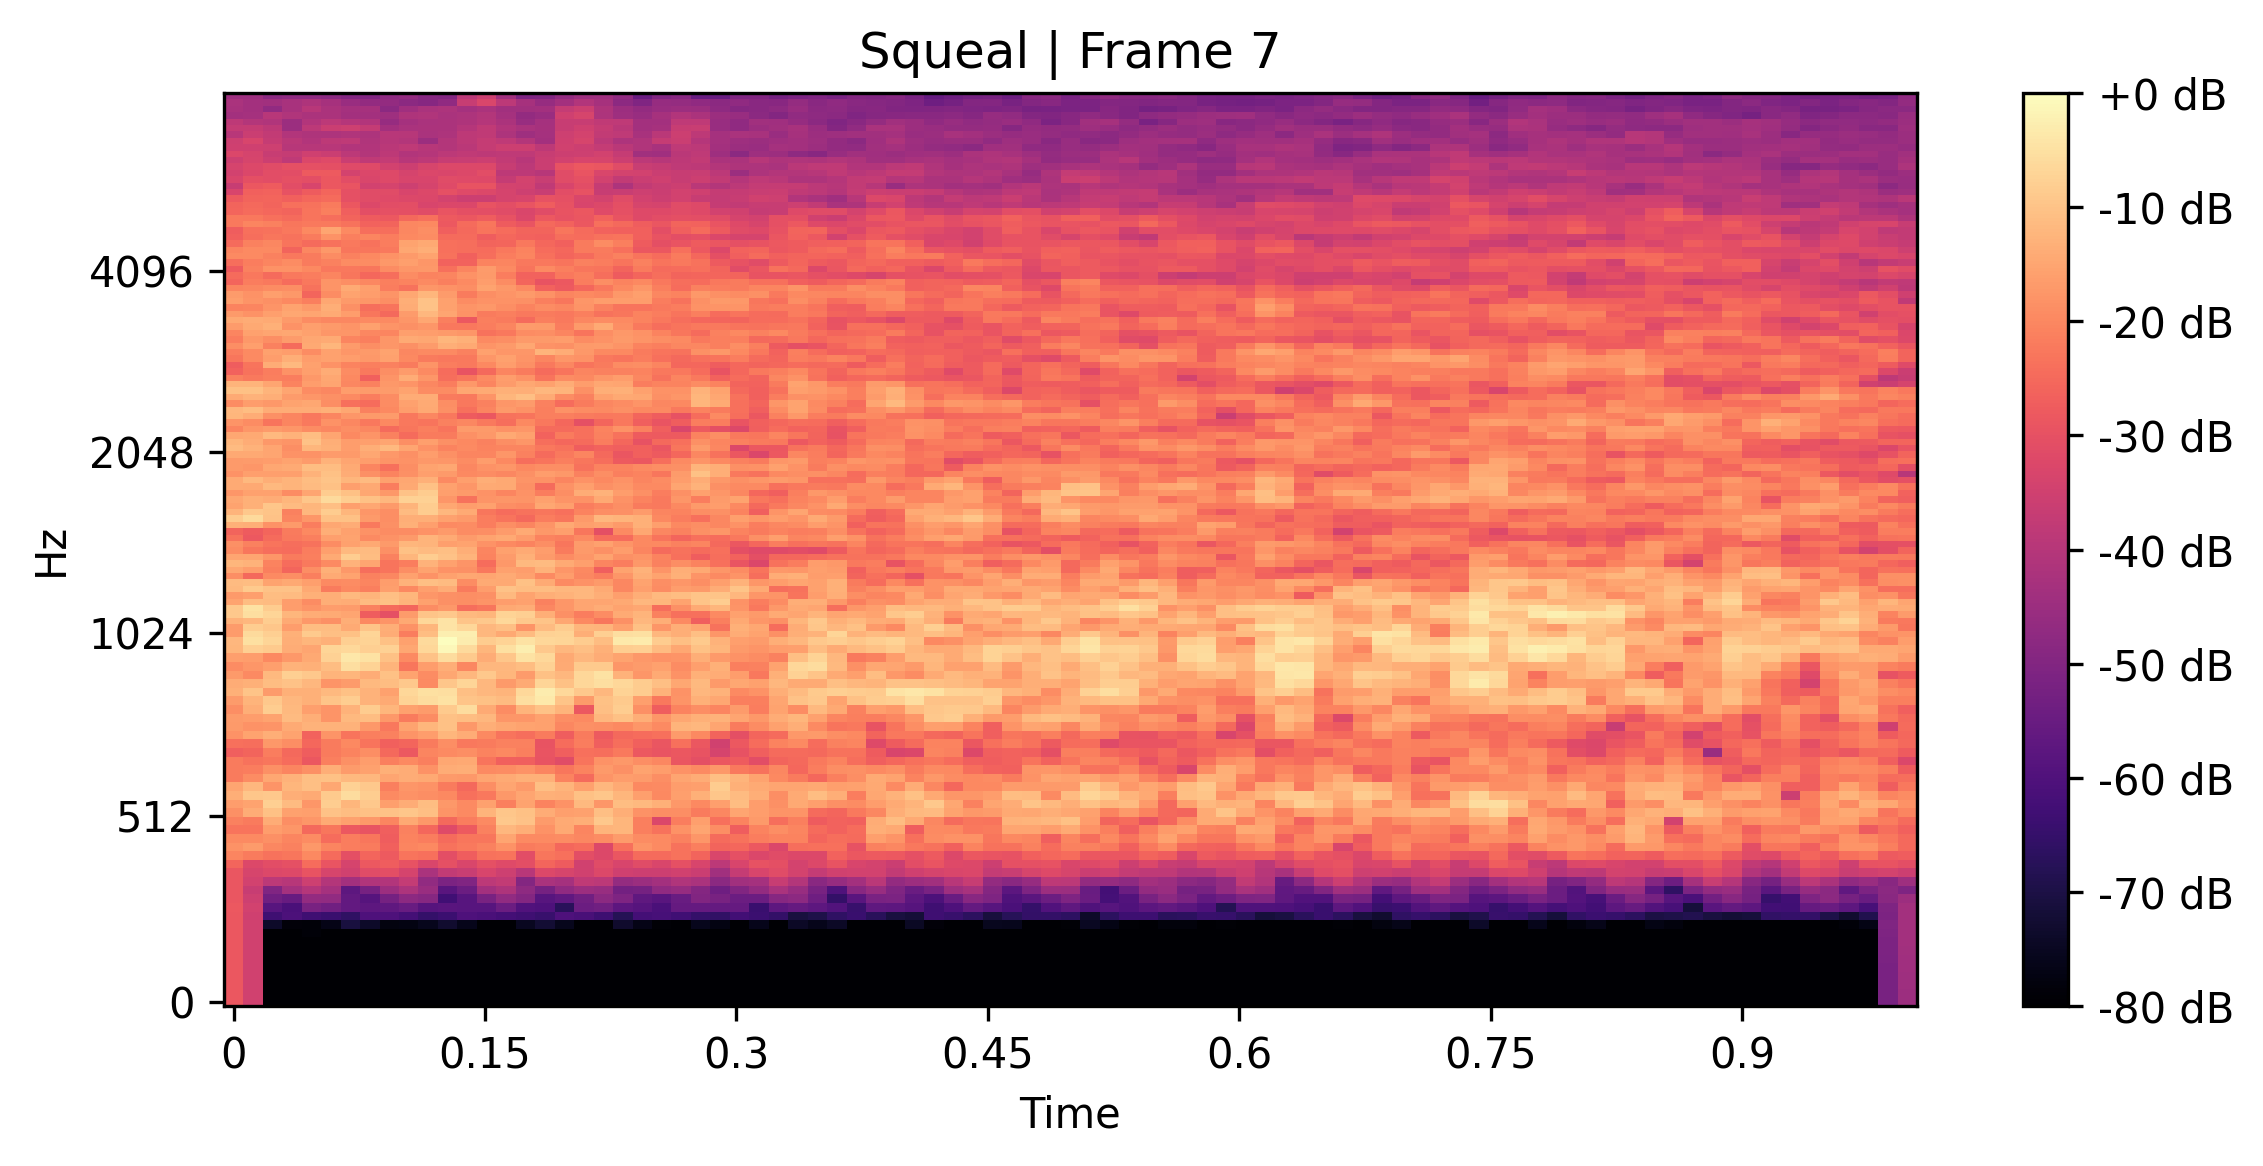 Squeal | Frame 7
+0 dB
-10 dB
-20 dB
-30 dB
-40 dB
-50 dB
-60 dB
-70 dB
-80 dB
4096
2048
1024
512
0
Hz
0 0.15 0.3 0.45 0.6 0.75 0.9
Time